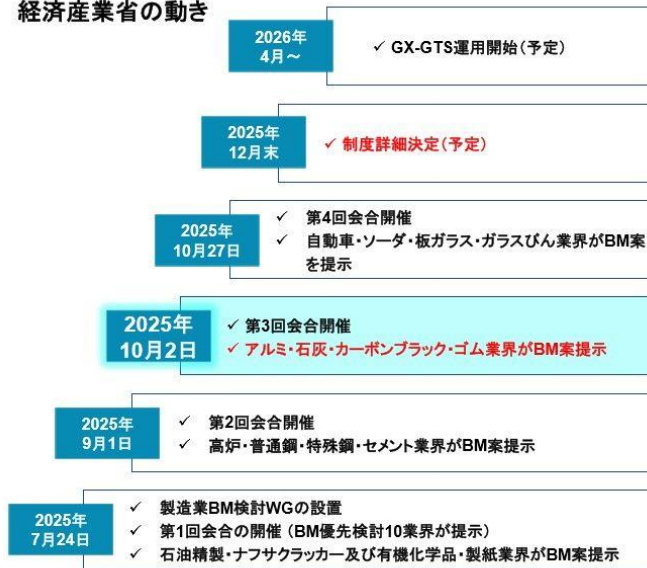 経済産業省の動き
2026年
4月～
✓ GX-GTS運用開始（予定）
2025年
12月末
✓ 制度詳細決定（予定）
2025年
10月27日
✓ 第4回会合開催
✓ 自動車・ソーダ・板ガラス・ガラスびん業界がBM案
を提示
2025年
10月2日
✓ 第3回会合開催
✓ アルミ・石灰・カーボンブラック・ゴム業界がBM案提示
2025年
9月1日
✓ 第2回会合開催
✓ 高炉・普通鋼・特殊鋼・セメント業界がBM案提示
2025年
7月24日
✓ 製造業BM検討WGの設置
✓ 第1回会合の開催（BM優先検討10業界が提示）
✓ 石油精製・ナフサクラッカー及び有機化学品・製紙業界がBM案提示